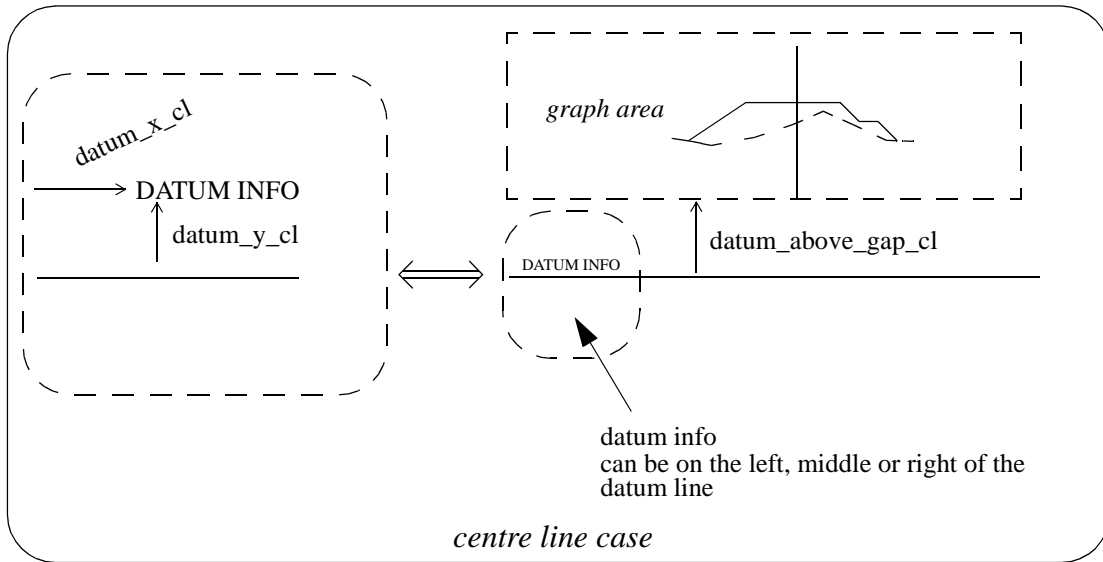 datum_x_cl
DATUM INFO
datum_y_cl
graph area
datum_above_gap_cl
DATUM INFO
datum info
can be on the left, middle or right of the
datum line
centre line case